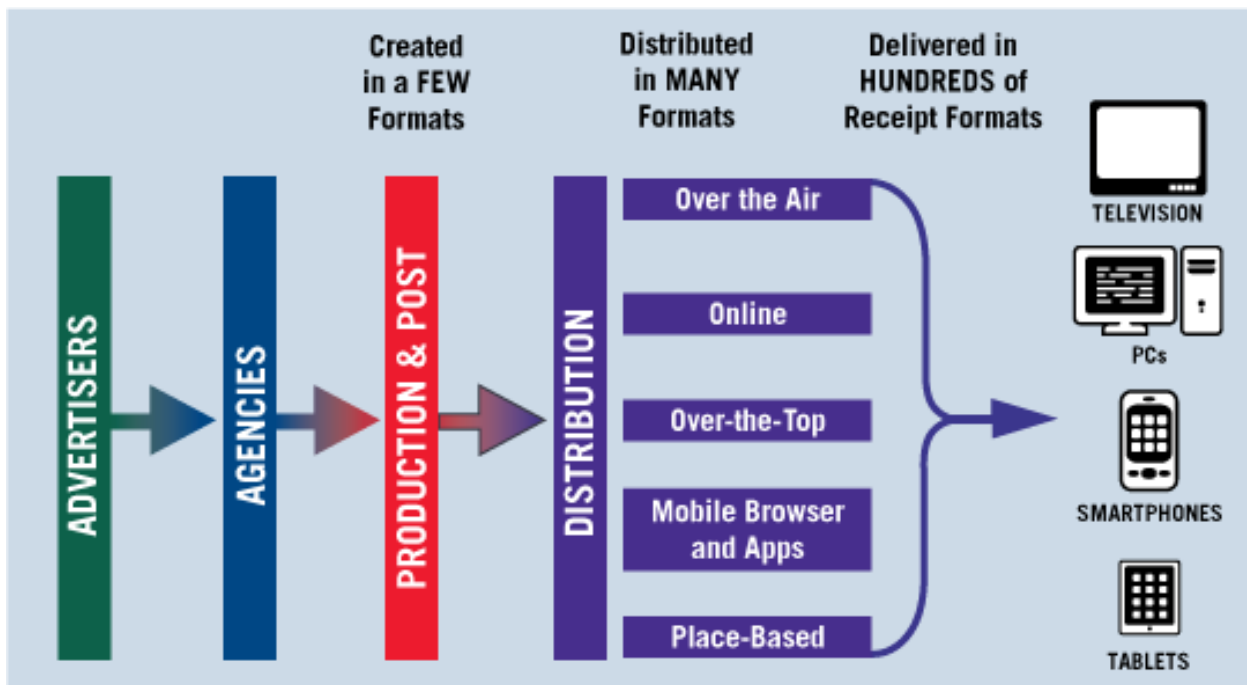 Created
in a FEW
Formats
Distributed
in MANY
Formats
Delivered in
HUNDREDS of
Receipt Formats
ADVERTISERS
AGENCIES
PRODUCTION & POST
DISTRIBUTION
Over the Air
Online
Over-the-Top
Mobile Browser
and Apps
Place-Based
TELEVISION
PCs
SMARTPHONES
TABLETS